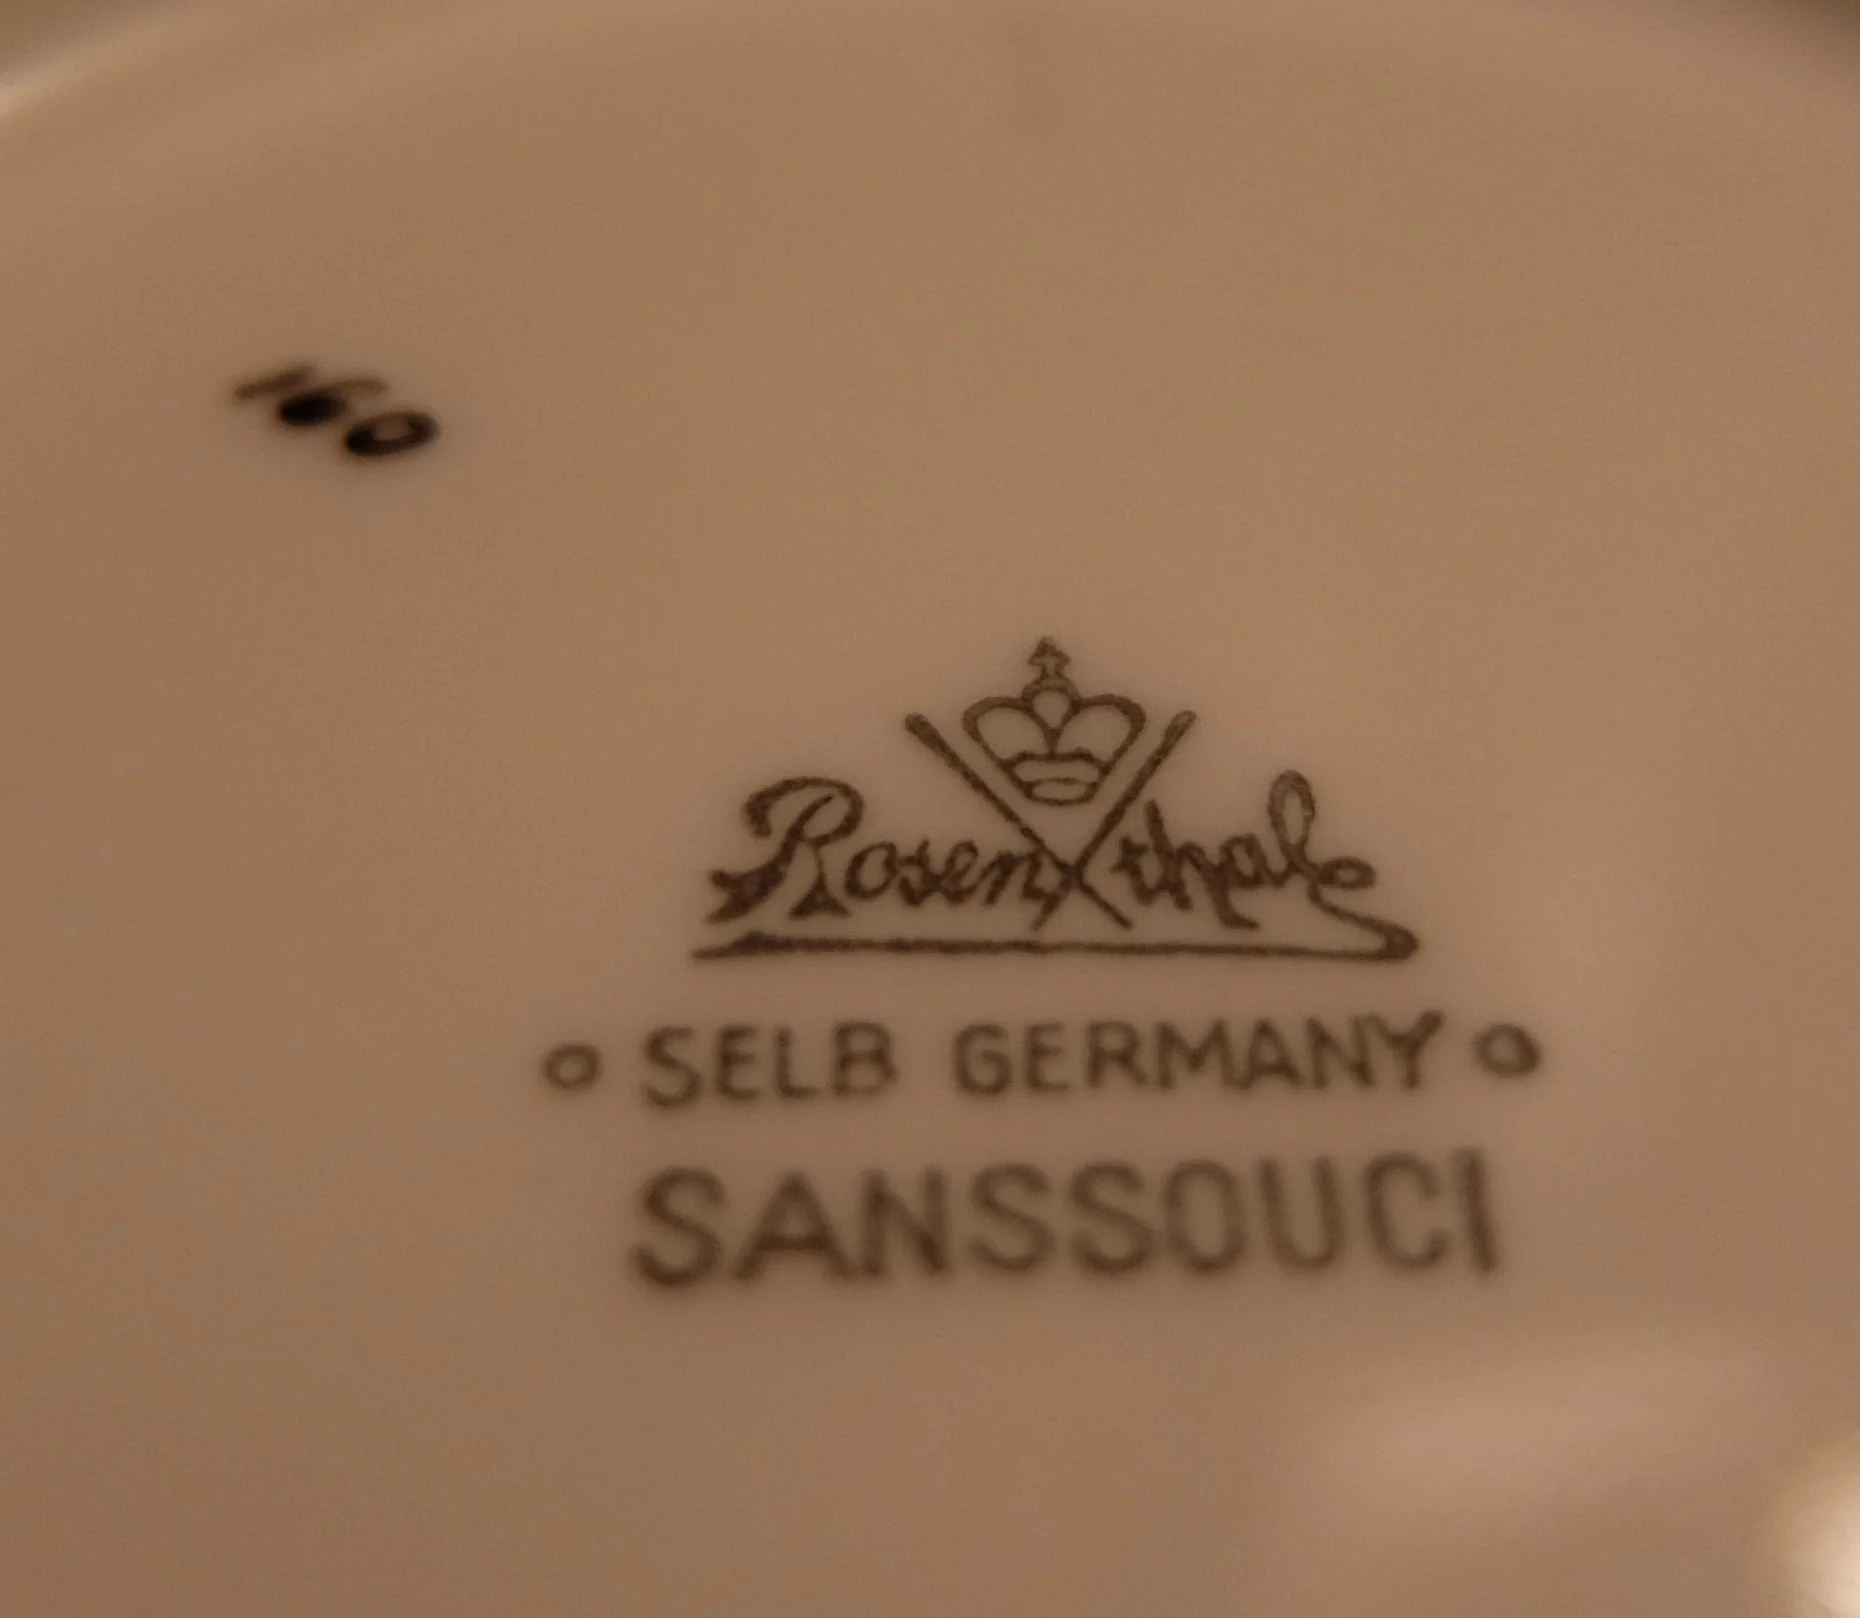 160
Rosenthal
SELB GERMANY
SANSSOUCI